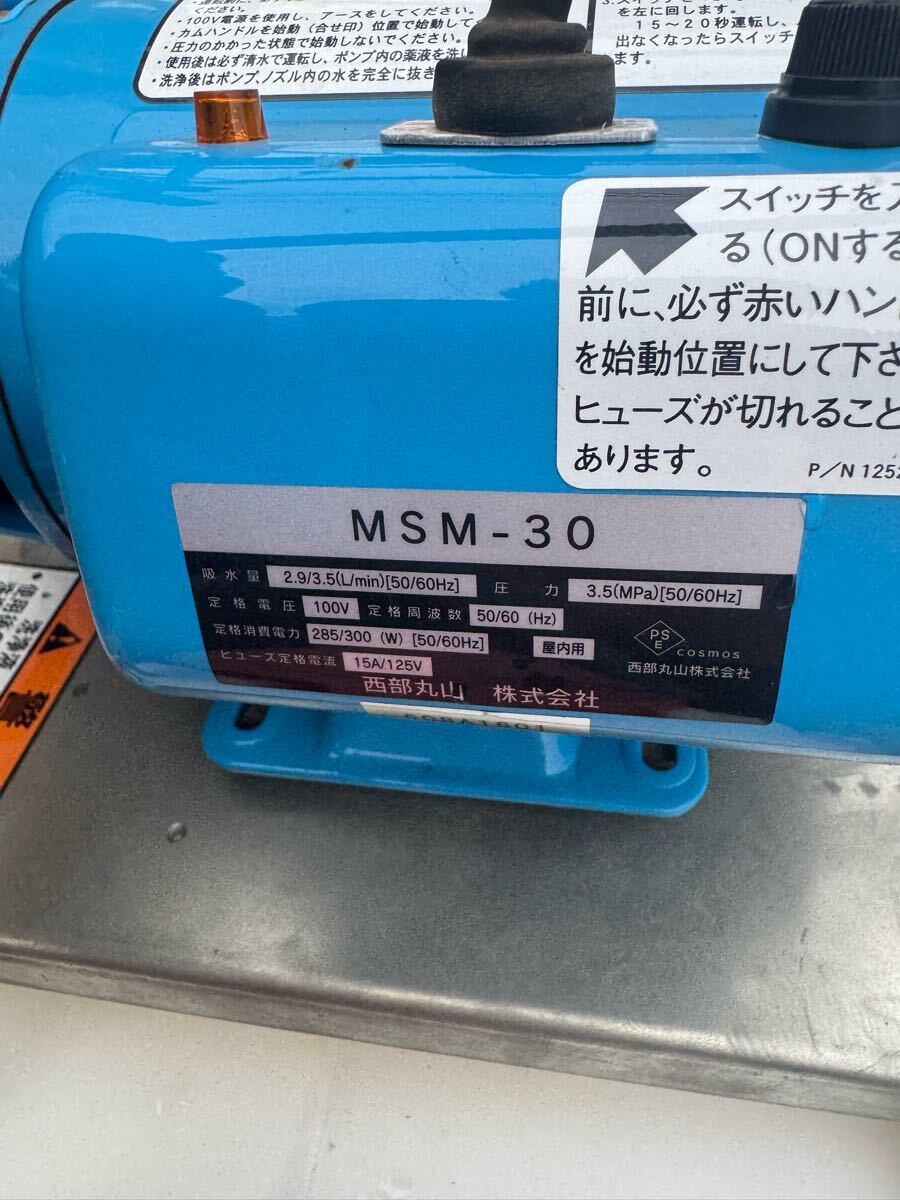 ください。
・100V電源を使用し、アースをしてください。
・カムハンドルを始動(合せ印)位置で始動して
・圧力のかかった状態で始動しないでください。
・使用後は必ず清水で運転し、ポンプ内の薬液を洗い
・洗浄後はポンプ、ノズル内の水を完全に抜き
を左に回します。
15〜20秒運転し、
出なくなったらスイッチ
ます。
スイッチを入
る(ONする
前に、必ず赤いハンド
を始動位置にして下さ
ヒューズが切れること
あります。
P/N 1252
MSM-30
吸水量 2.9/3.5(L/min)[50/60Hz] 圧力 3.5(MPa)[50/60Hz]
定格電圧 100V 定格周波数 50/60 (Hz)
定格消費電力 285/300 (W) [50/60Hz] 屋内用
PSE cosmos
ヒューズ定格電流 15A/125V 西部丸山株式会社
西部丸山 株式会社